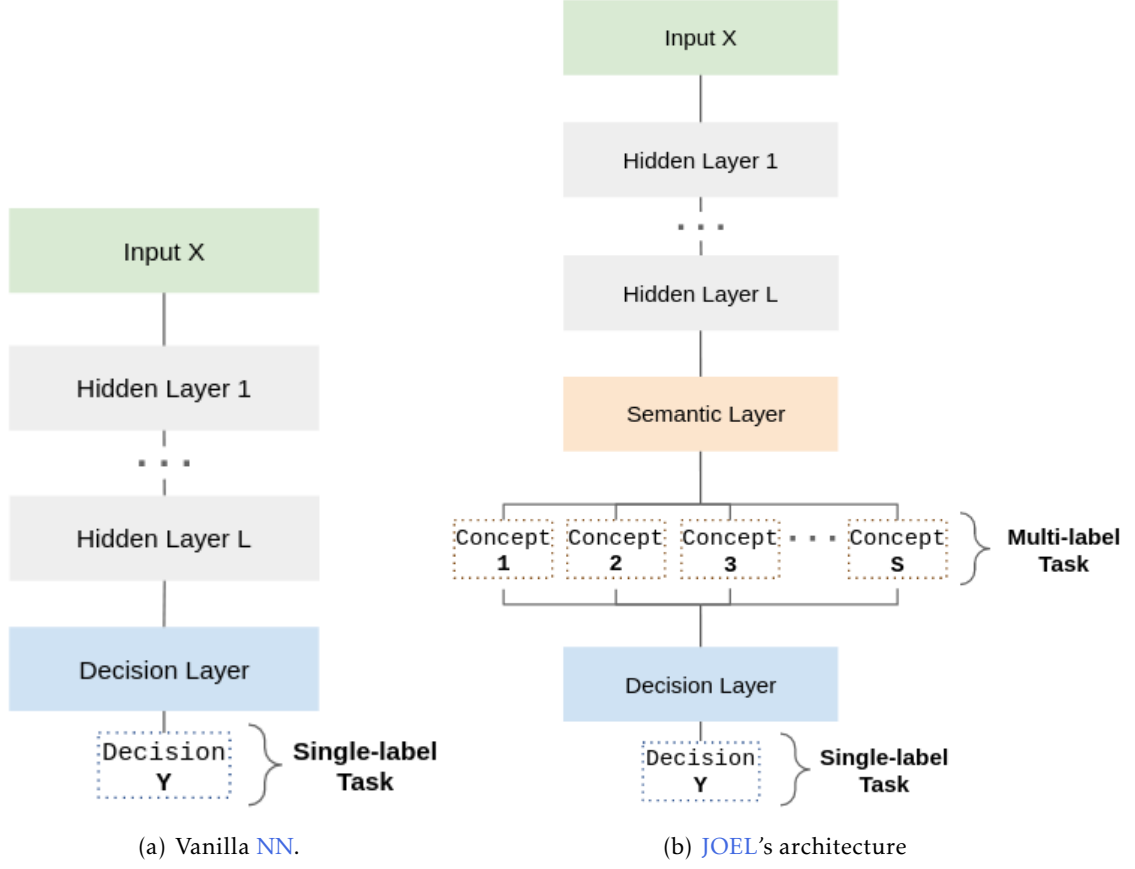 Input X
Hidden Layer 1
...
Hidden Layer L
Decision Layer
Decision
Y
Single-label
Task
(a) Vanilla NN.
Input X
Hidden Layer 1
...
Hidden Layer L
Semantic Layer
Concept
1
Concept
2
Concept
3
...
Concept
S
Multi-label
Task
Decision Layer
Decision
Y
Single-label
Task
(b) JOEL's architecture